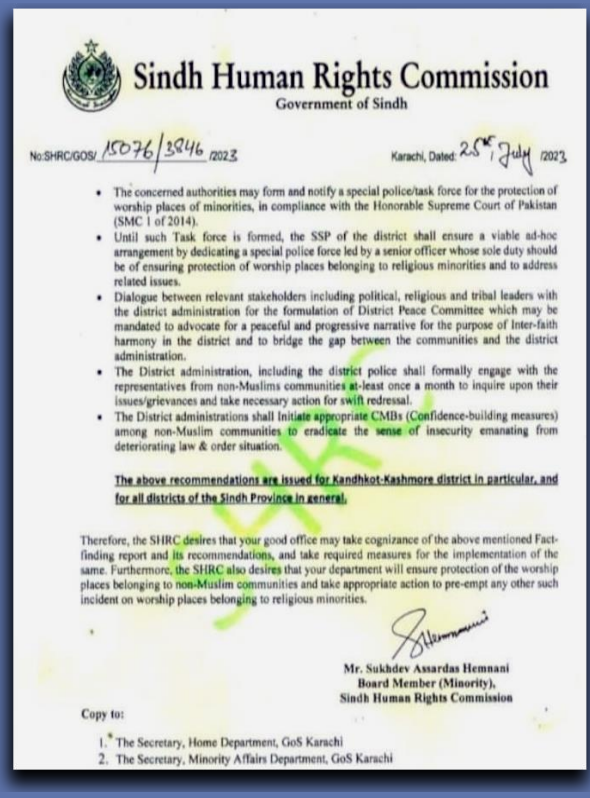 Sindh Human Rights Commission
Government of Sindh
No:SHRC/GOS/ 15076/3846 /2023
Karachi, Dated: 25th, July /2023
• The concerned authorities may form and notify a special police/task force for the protection of
worship places of minorities, in compliance with the Honorable Supreme Court of Pakistan
(SMC 1 of 2014).
• Until such Task force is formed, the SSP of the district shall ensure a viable ad-hoc
arrangement by dedicating a special police force led by a senior officer whose sole duty should
be of ensuring protection of worship places belonging to religious minorities and to address
related issues.
• Dialogue between relevant stakeholders including political, religious and tribal leaders with
the district administration for the formulation of District Peace Committee which may be
mandated to advocate for a peaceful and progressive narrative for the purpose of Inter-faith
harmony in the district and to bridge the gap between the communities and the district
administration.
• The District administration, including the district police shall formally engage with the
representatives from non-Muslims communities at-least once a month to inquire upon their
issues/grievances and take necessary action for swift redressal.
• The District administrations shall Initiate appropriate CMBs (Confidence-building measures)
among non-Muslim communities to eradicate the sense of insecurity emanating from
deteriorating law & order situation.
The above recommendations are issued for Kandhkot-Kashmore district in particular, and
for all districts of the Sindh Province in general.
Therefore, the SHRC desires that your good office may take cognizance of the above mentioned Fact-
finding report and its recommendations, and take required measures for the implementation of the
same. Furthermore, the SHRC also desires that your department will ensure protection of the worship
places belonging to non-Muslim communities and take appropriate action to pre-empt any other such
incident on worship places belonging to religious minorities.
SHRC
Mr. Sukhdev Assardas Hemnani
Board Member (Minority),
Sindh Human Rights Commission
Copy to:
1. The Secretary, Home Department, GoS Karachi
2. The Secretary, Minority Affairs Department, GoS Karachi